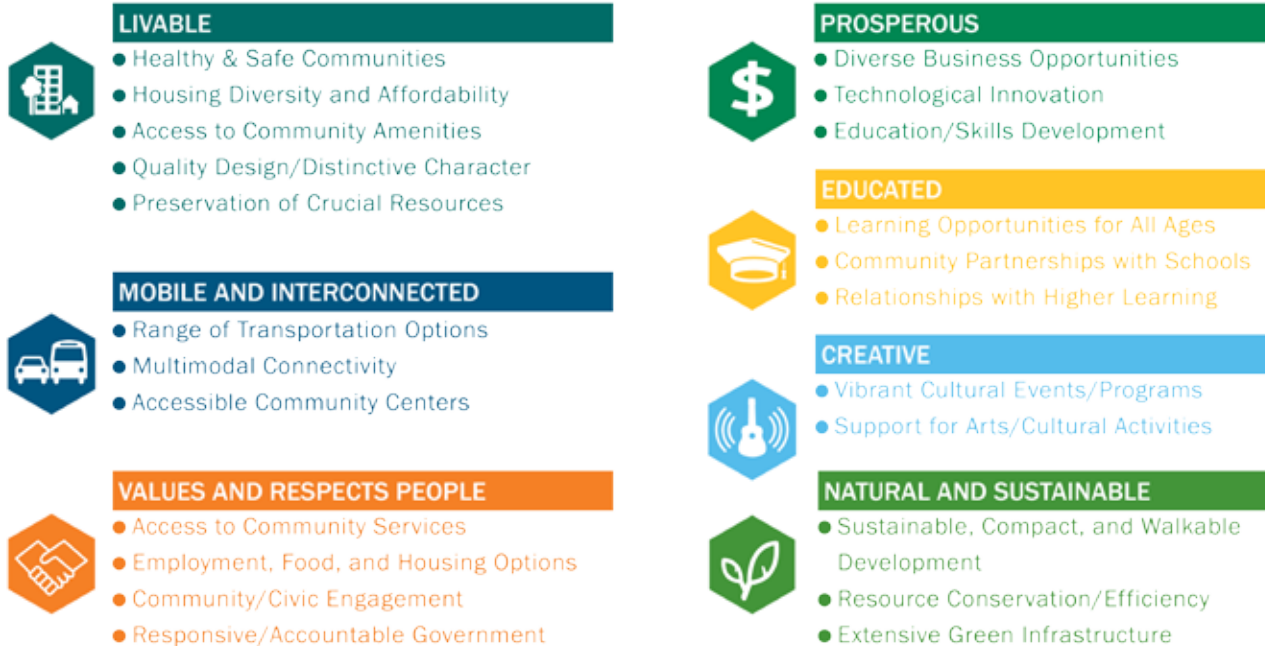 LIVABLE
● Healthy & Safe Communities
● Housing Diversity and Affordability
● Access to Community Amenities
● Quality Design/Distinctive Character
● Preservation of Crucial Resources
MOBILE AND INTERCONNECTED
● Range of Transportation Options
● Multimodal Connectivity
● Accessible Community Centers
VALUES AND RESPECTS PEOPLE
● Access to Community Services
● Employment, Food, and Housing Options
● Community/Civic Engagement
● Responsive/Accountable Government
$
PROSPEROUS
● Diverse Business Opportunities
● Technological Innovation
● Education/Skills Development
EDUCATED
● Learning Opportunities for All Ages
● Community Partnerships with Schools
● Relationships with Higher Learning
CREATIVE
● Vibrant Cultural Events/Programs
● Support for Arts/Cultural Activities
NATURAL AND SUSTAINABLE
● Sustainable, Compact, and Walkable
Development
● Resource Conservation/Efficiency
● Extensive Green Infrastructure